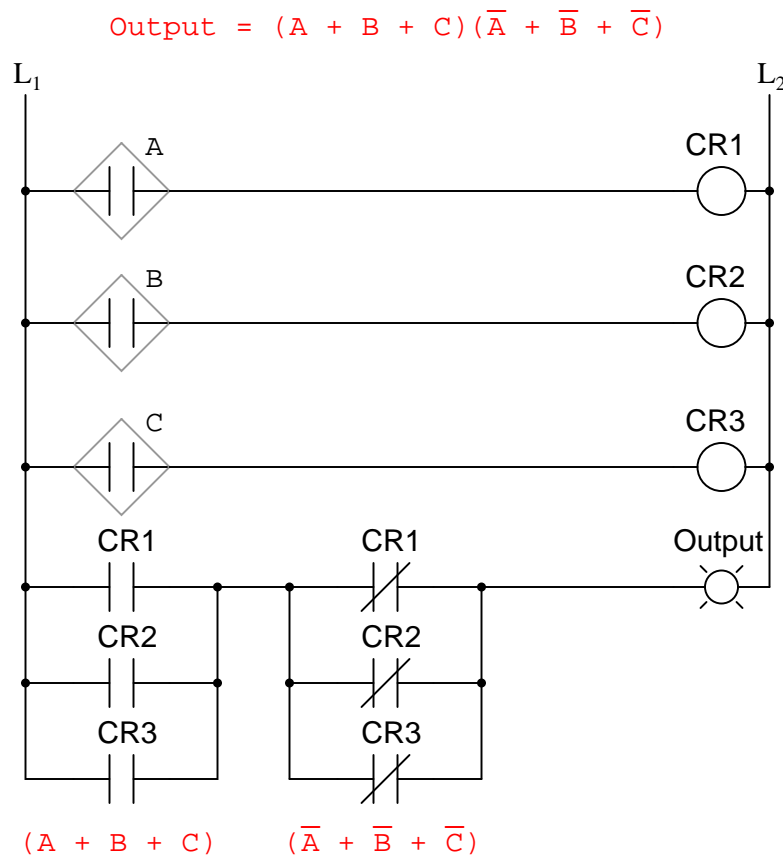 Output = (A + B + C)(A̅ + B̅ + C̅)
L₁ L₂
A CR1
B CR2
C CR3
CR1 CR1 Output
CR2 CR2
CR3 CR3
(A + B + C) (A̅ + B̅ + C̅)